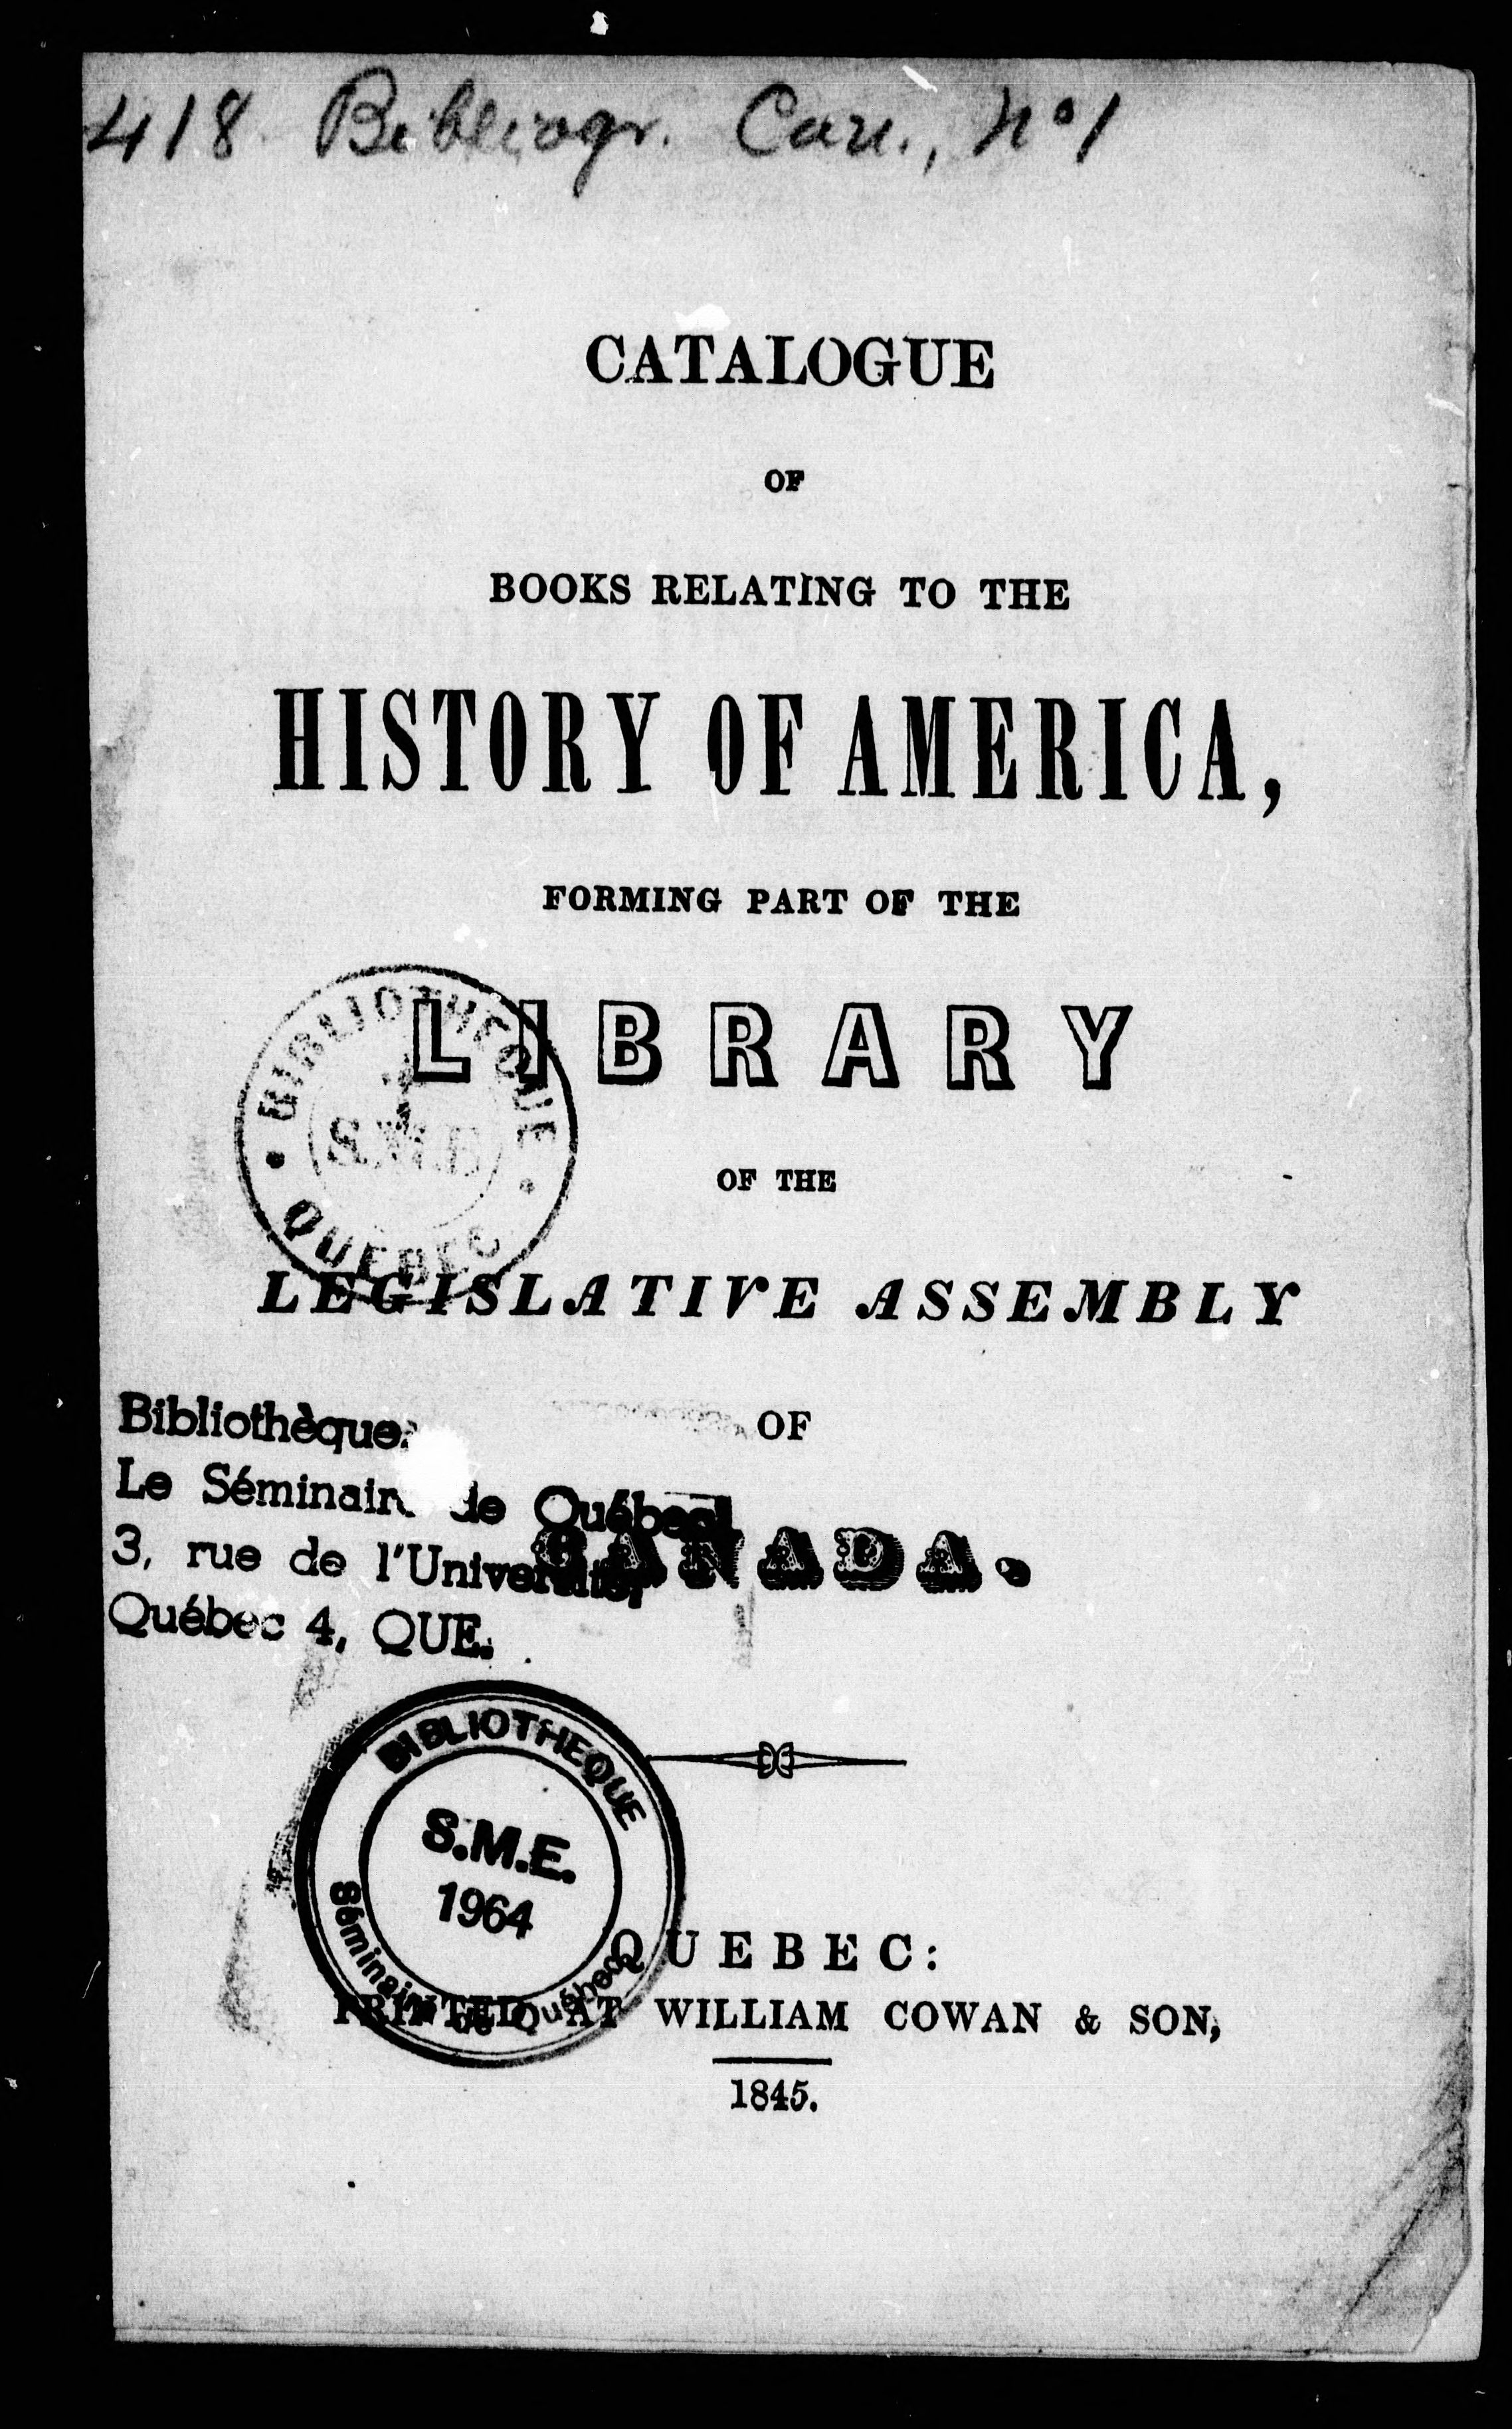 418 Bibliogr. Can., No 1
CATALOGUE
OF
BOOKS RELATING TO THE
HISTORY OF AMERICA,
FORMING PART OF THE
LIBRARY
BIBLIOTHEQUE
S.M.E
QUEBEC
OF THE
LEGISLATIVE ASSEMBLY
OF
CANADA.
Bibliothèque,
Le Séminaire de Québec,
3, rue de l'Université,
Québec 4, QUE.
BIBLIOTHEQUE
S.M.E.
1964
Séminaire de Québec
QUEBEC:
PRINTED AT WILLIAM COWAN & SON,
1845.